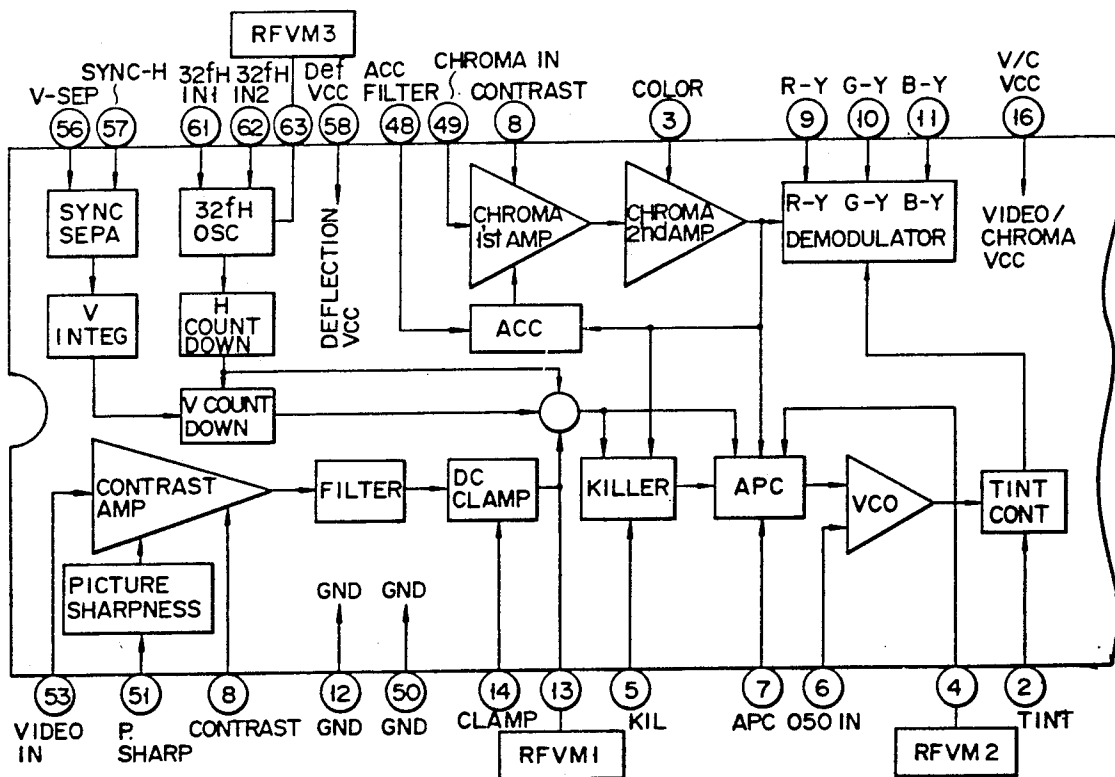 RFVM3
V-SEP
SYNC-H
32fH
IN1
32fH
IN2
Def
VCC
ACC
FILTER
CHROMA IN
CONTRAST
COLOR
R-Y
G-Y
B-Y
V/C
VCC
56
57
61
62
63
58
48
49
8
3
9
10
11
16
SYNC
SEPA
32fH
OSC
DEFLECTION
VCC
CHROMA
1st AMP
CHROMA
2nd AMP
R-Y G-Y B-Y
DEMODULATOR
VIDEO/
CHROMA
VCC
V
INTEG
H
COUNT
DOWN
ACC
V COUNT
DOWN
CONTRAST
AMP
FILTER
DC
CLAMP
KILLER
APC
VCO
TINT
CONT
PICTURE
SHARPNESS
GND
GND
53
51
8
12
50
14
13
5
7
6
4
2
VIDEO
IN
P.
SHARP
CONTRAST
GND
GND
CLAMP
RFVM1
KIL
APC
O50 IN
RFVM2
TINT